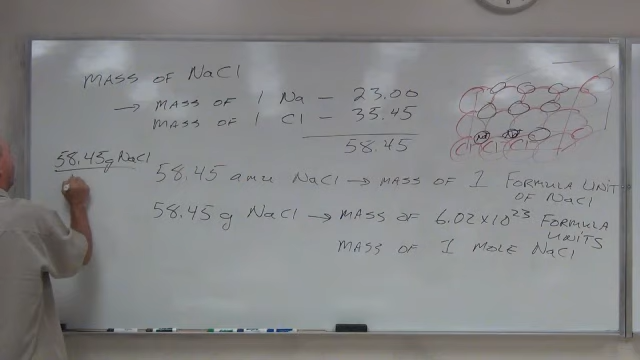 MASS OF NaCl
→ MASS OF 1 Na – 23.00
MASS OF 1 Cl – 35.45
58.45
58.45g NaCl
58.45 amu NaCl → MASS OF 1 FORMULA UNIT
OF NaCl
58.45 g NaCl → MASS OF 6.02×10²³ FORMULA
UNITS
MASS OF 1 MOLE NaCl